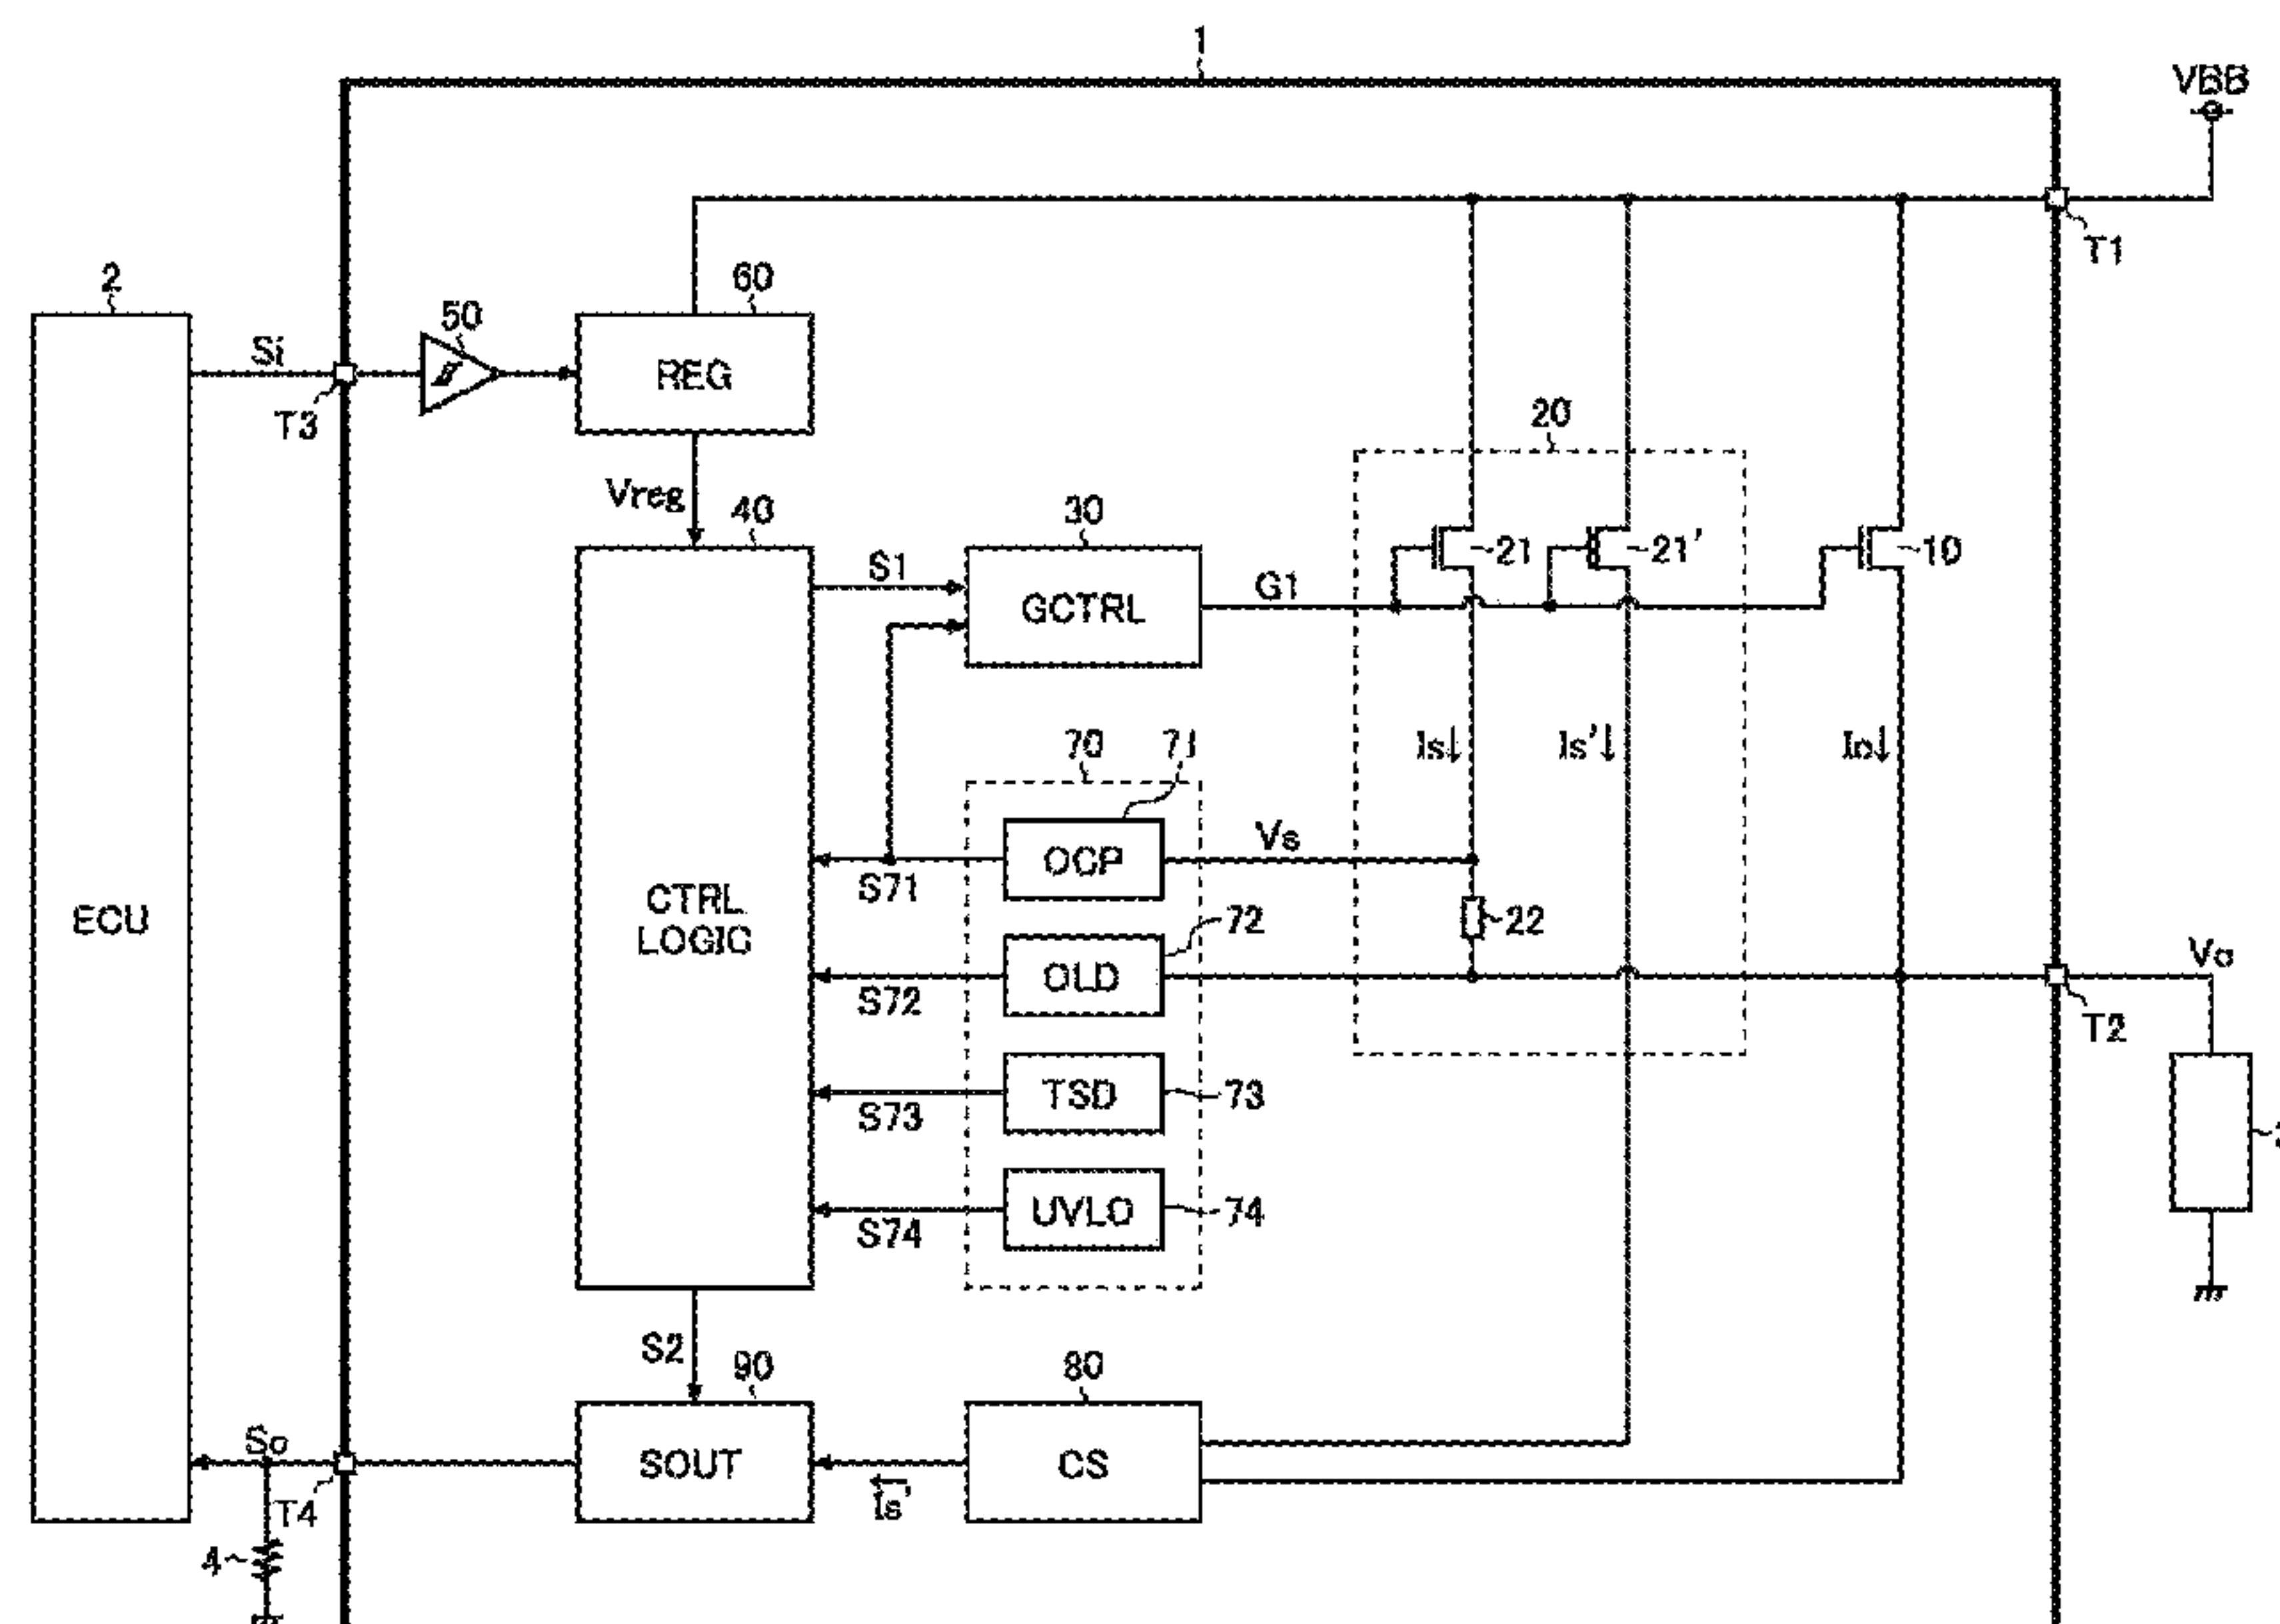 1
VBB
T1
2
60
50
Si
REG
T3
20
Vreg
40
30
S1
21
21'
10
GCTRL
G1
Is↓
Is'↓
Io↓
70
71
OCP
Vs
S71
CTRL
LOGIC
ECU
72
22
OLD
S72
Vo
T2
TSD
73
S73
UVLO
74
S74
S2
90
80
So
SOUT
CS
Is'
T4
4